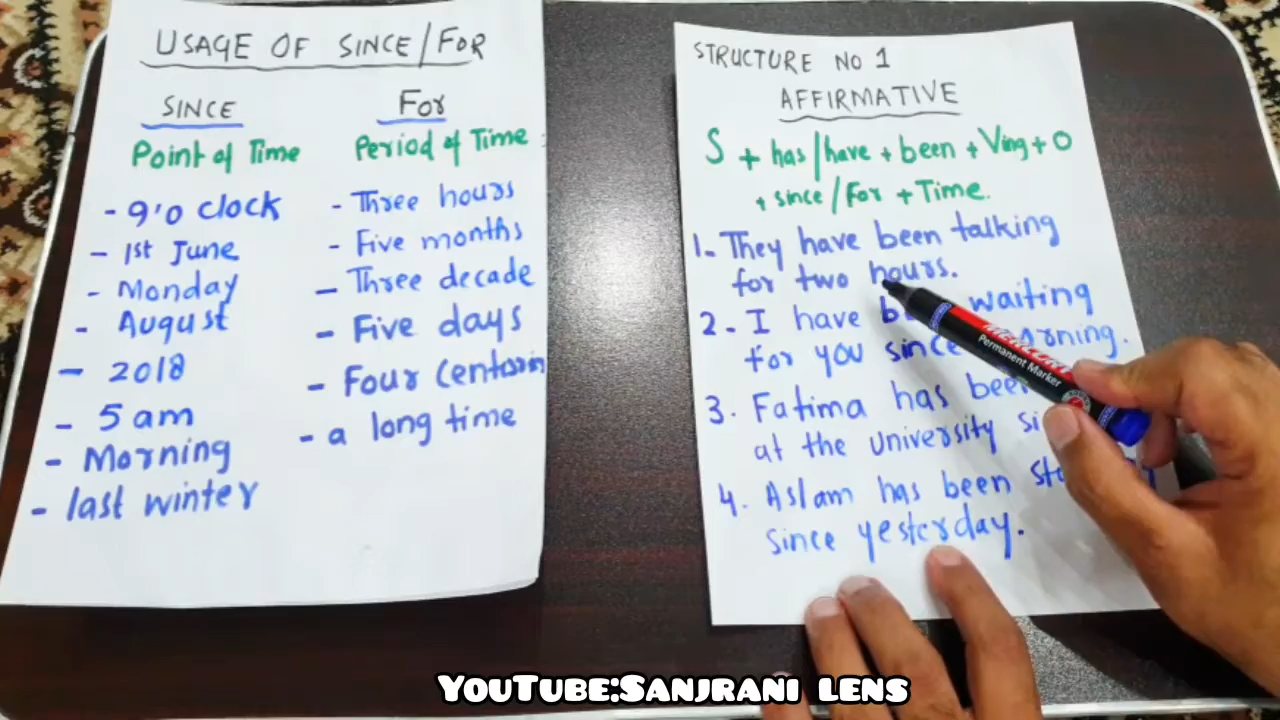 USAGE OF SINCE/FOR
SINCE
Point of Time
- 9'o clock
- 1st June
- Monday
- August
- 2018
- 5 am
- Morning
- last winter
For
Period of Time
- Three hours
- Five months
- Three decade
- Five days
- Four
- a long time
STRUCTURE NO 1
AFFIRMATIVE
S + has/have + been + Ving + O
+ since/For + Time.
1- They have been talking
for two hours.
2- I have waiting
for you
3. Fatima has
at the university
4. Aslam has been
since yesterday.
Permanent Marker
YouTube:Sanjrani lens